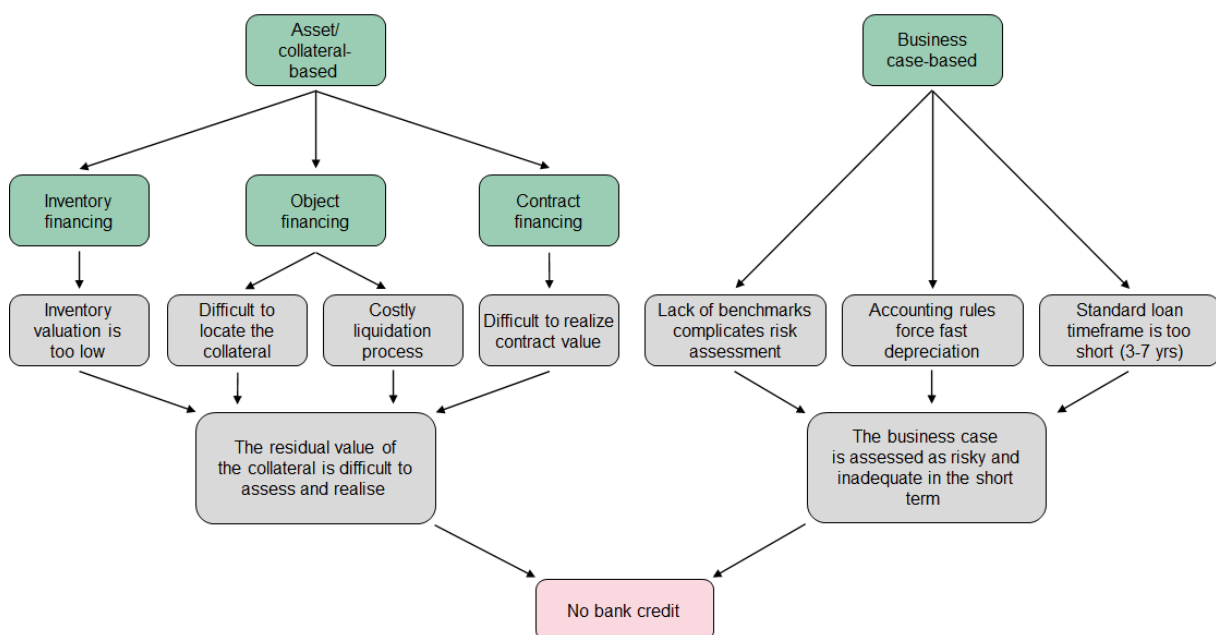 Asset/
collateral-
based
Business
case-based
Inventory
financing
Object
financing
Contract
financing
Inventory
valuation is
too low
Difficult to
locate the
collateral
Costly
liquidation
process
Difficult to realize
contract value
Lack of benchmarks
complicates risk
assessment
Accounting rules
force fast
depreciation
Standard loan
timeframe is too
short (3-7 yrs)
The residual value of
the collateral is difficult to
assess and realise
The business case
is assessed as risky and
inadequate in the short
term
No bank credit